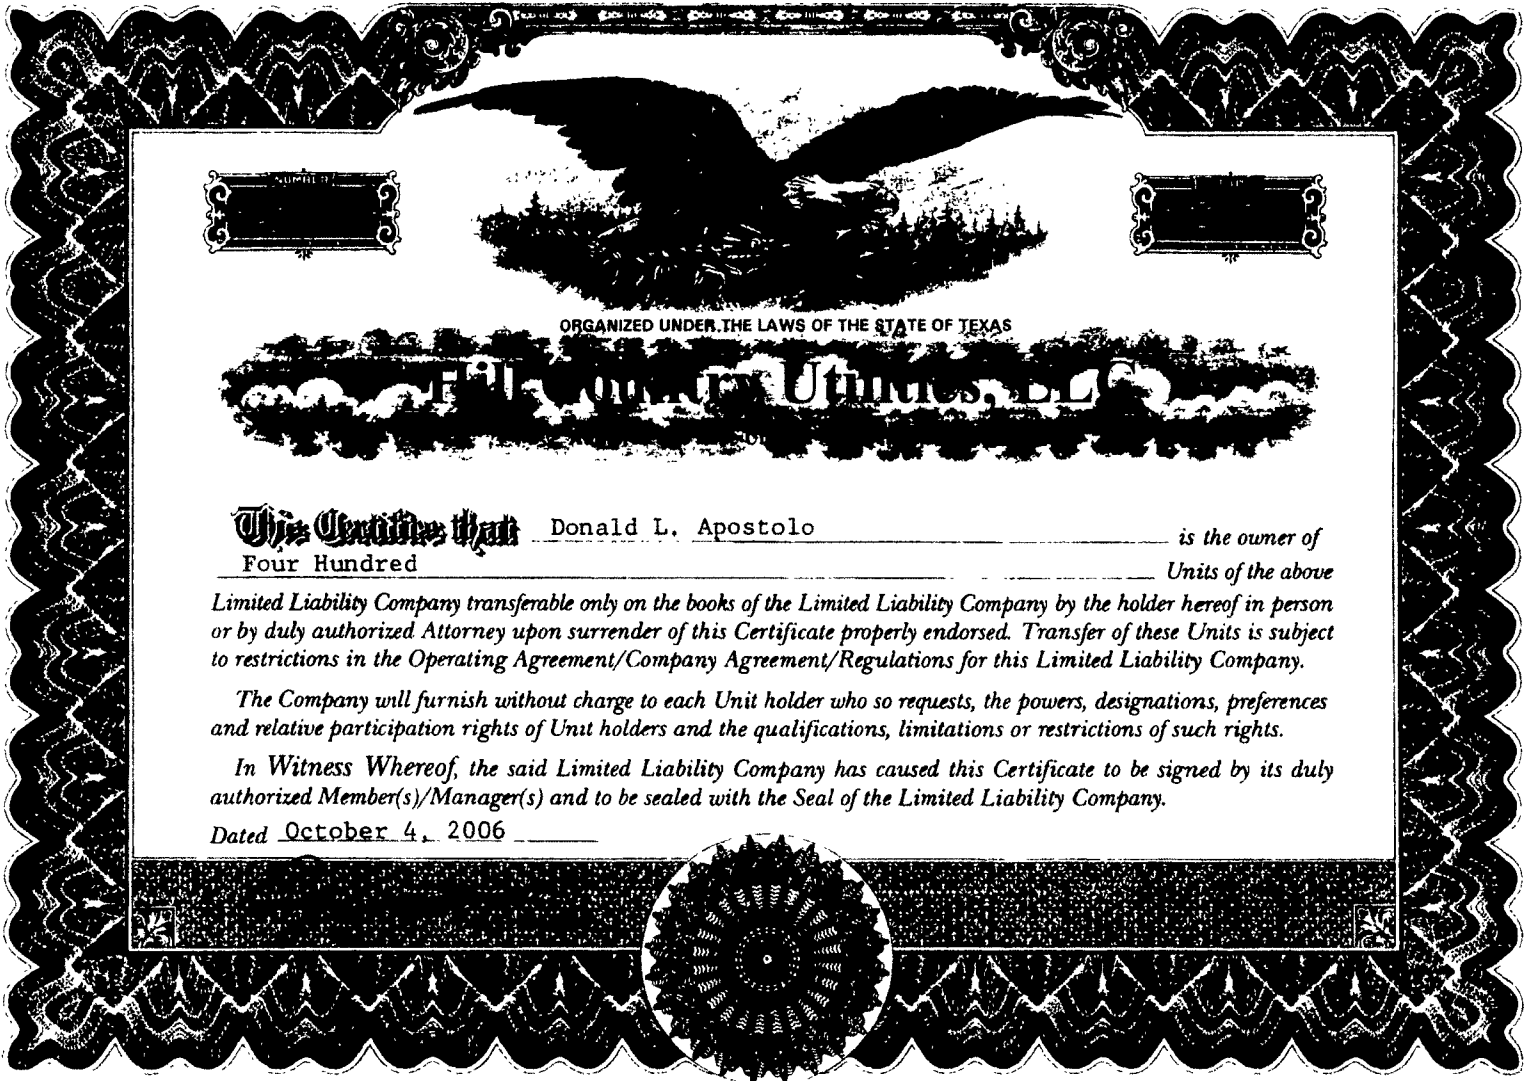 NUMBER
ORGANIZED UNDER THE LAWS OF THE STATE OF TEXAS
Hill Country Utilities, LLC
This Certifies that Donald L. Apostolo is the owner of
Four Hundred Units of the above
Limited Liability Company transferable only on the books of the Limited Liability Company by the holder hereof in person
or by duly authorized Attorney upon surrender of this Certificate properly endorsed. Transfer of these Units is subject
to restrictions in the Operating Agreement/Company Agreement/Regulations for this Limited Liability Company.
The Company will furnish without charge to each Unit holder who so requests, the powers, designations, preferences
and relative participation rights of Unit holders and the qualifications, limitations or restrictions of such rights.
In Witness Whereof, the said Limited Liability Company has caused this Certificate to be signed by its duly
authorized Member(s)/Manager(s) and to be sealed with the Seal of the Limited Liability Company.
Dated October 4, 2006